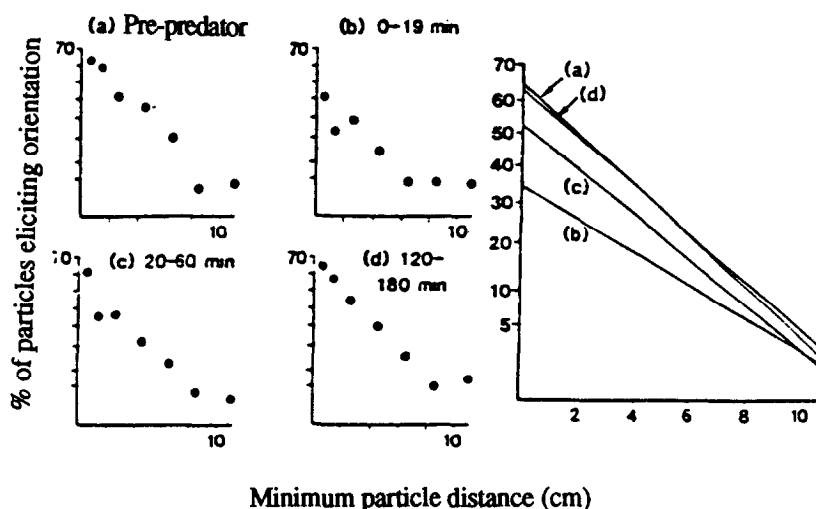 (a) Pre-predator
(b) 0-19 min
70
70
70
(a)
60
(d)
50
40
(c)
30
(b)
20
10
5
10
10
(c) 20-60 min
(d) 120-
180 min
70
70
10
10
2 4 6 8 10
% of particles eliciting orientation
Minimum particle distance (cm)